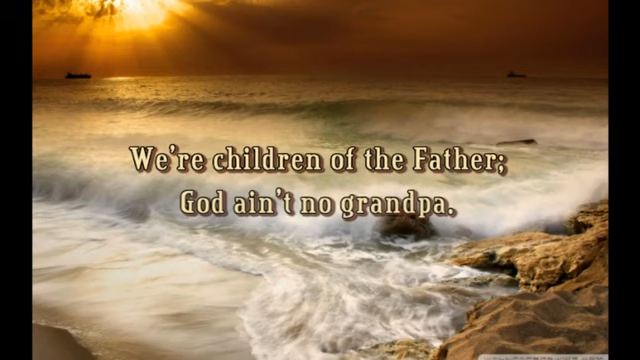 We're children of the Father;
God ain't no grandpa.